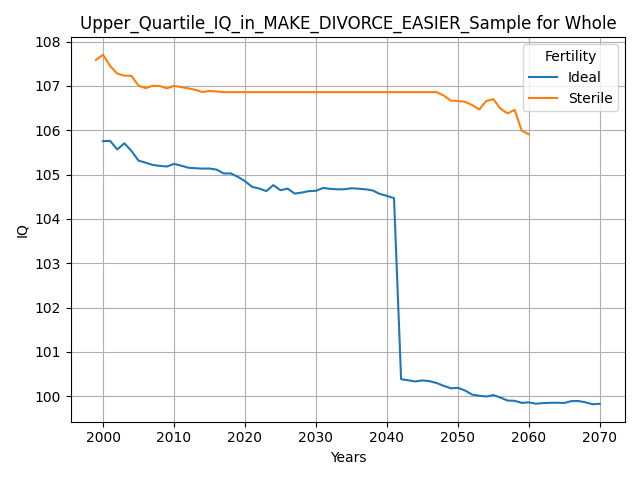 Upper_Quartile_IQ_in_MAKE_DIVORCE_EASIER_Sample for Whole
108
107
106
105
104
103
102
101
100
IQ
Fertility
Ideal
Sterile
2000 2010 2020 2030 2040 2050 2060 2070
Years